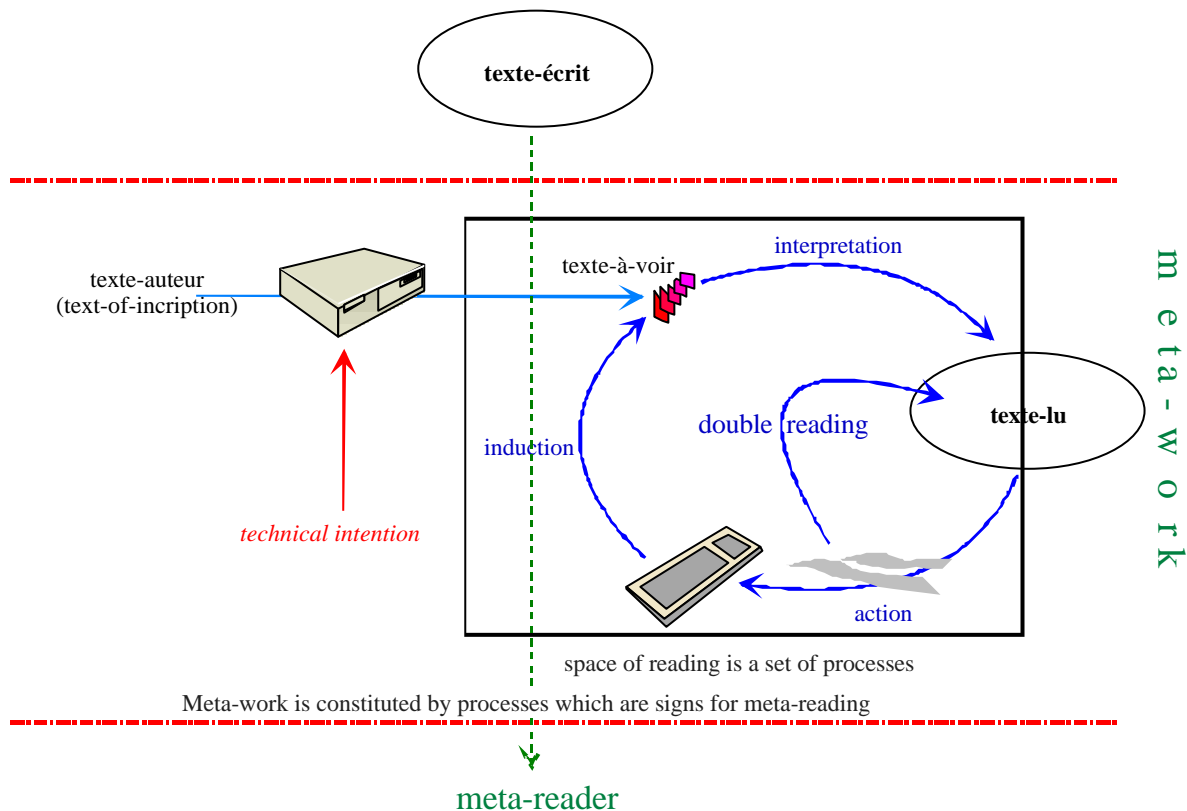 texte-écrit
interpretation
texte-à-voir
texte-auteur
(text-of-incription)
meta-work
double reading
texte-lu
induction
technical intention
action
space of reading is a set of processes
Meta-work is constituted by processes which are signs for meta-reading
meta-reader